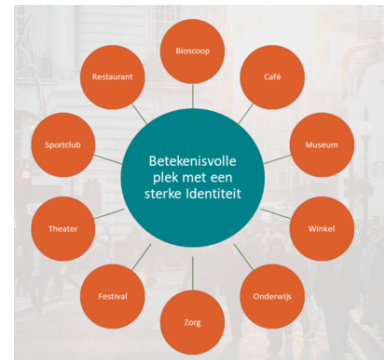 Bioscoop
Restaurant
Café
Sportclub
Museum
Betekenisvolle
plek met een
sterke Identiteit
Theater
Winkel
Festival
Onderwijs
Zorg